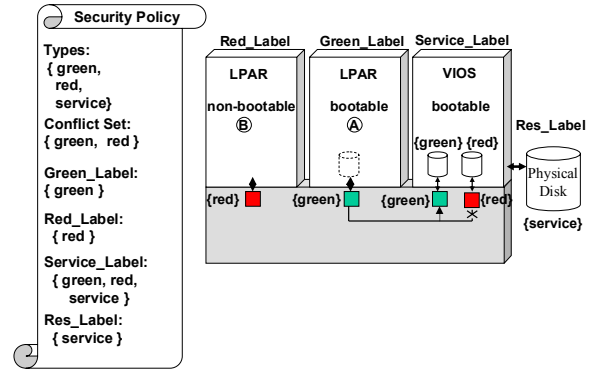 Security Policy
Types:
{ green,
red,
service}
Conflict Set:
{ green, red }
Green_Label:
{ green }
Red_Label:
{ red }
Service_Label:
{ green, red,
service }
Res_Label:
{ service }
Red_Label Green_Label Service_Label
LPAR LPAR VIOS
non-bootable bootable bootable
B A
{green} {red}
Res_Label
Physical
Disk
{service}
{red} {green} {green} {red}